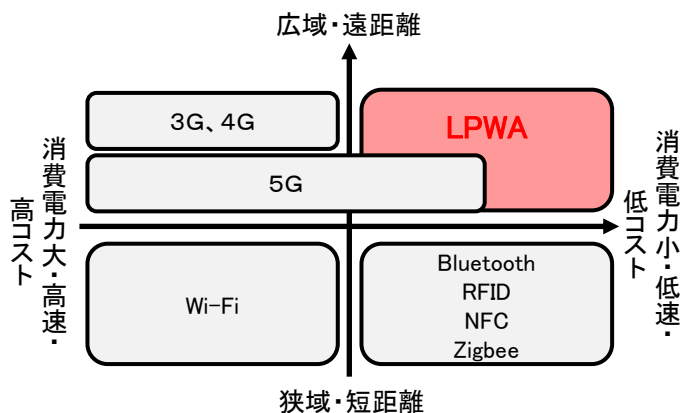 広域・遠距離
3G、4G
LPWA
5G
消費電力大・高速・
高コスト
消費電力小・低速・
低コスト
Wi-Fi
Bluetooth
RFID
NFC
Zigbee
狭域・短距離